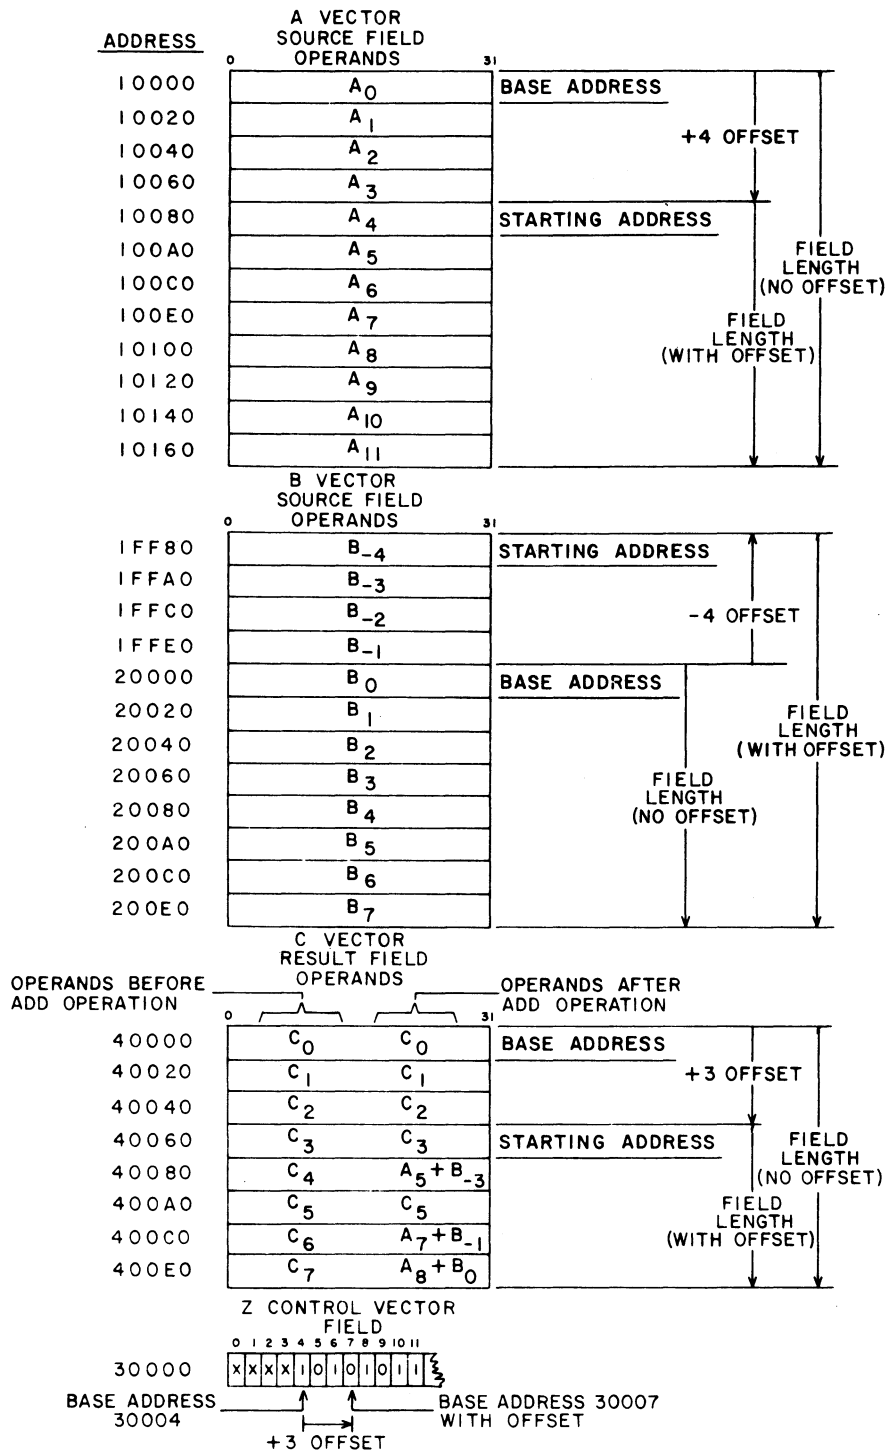 A VECTOR
SOURCE FIELD
OPERANDS
ADDRESS
0 31
10000 A0 BASE ADDRESS
10020 A1
+4 OFFSET
10040 A2
10060 A3
10080 A4 STARTING ADDRESS
100A0 A5
FIELD
LENGTH
(NO OFFSET)
100C0 A6
100E0 A7
FIELD
LENGTH
(WITH OFFSET)
10100 A8
10120 A9
10140 A10
10160 A11
B VECTOR
SOURCE FIELD
OPERANDS
0 31
1FF80 B-4 STARTING ADDRESS
1FFA0 B-3
1FFC0 B-2
-4 OFFSET
1FFE0 B-1
20000 B0 BASE ADDRESS
20020 B1
FIELD
LENGTH
(WITH OFFSET)
20040 B2
20060 B3
FIELD
LENGTH
(NO OFFSET)
20080 B4
200A0 B5
200C0 B6
200E0 B7
C VECTOR
RESULT FIELD
OPERANDS
OPERANDS BEFORE
ADD OPERATION
OPERANDS AFTER
ADD OPERATION
0 31
40000 C0 C0 BASE ADDRESS
40020 C1 C1
+3 OFFSET
40040 C2 C2
40060 C3 C3 STARTING ADDRESS
FIELD
LENGTH
(NO OFFSET)
40080 C4 A5+B-3
400A0 C5 C5
FIELD
LENGTH
(WITH OFFSET)
400C0 C6 A7+B-1
400E0 C7 A8+B0
Z CONTROL VECTOR
FIELD
0 1 2 3 4 5 6 7 8 9 10 11
30000 X X X X 1 0 1 0 1 0 1 1
BASE ADDRESS
30004
BASE ADDRESS 30007
WITH OFFSET
+3 OFFSET